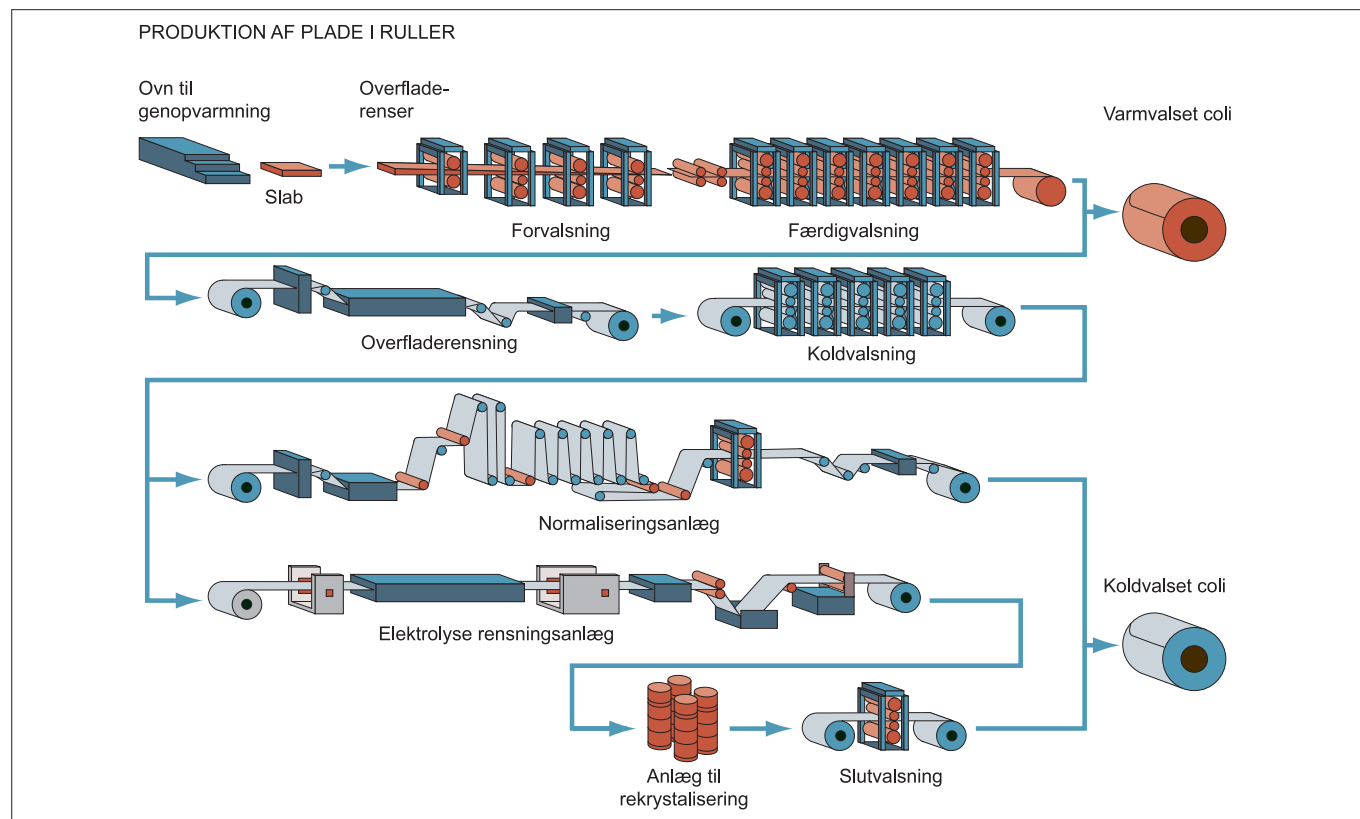 PRODUKTION AF PLADE I RULLER
Ovn til
genopvarmning
Overflade-
renser
Varmvalset coli
Slab
Forvalsning
Færdigvalsning
Overfladerensning
Koldvalsning
Normaliseringsanlæg
Koldvalset coli
Elektrolyse rensningsanlæg
Anlæg til
rekrystalisering
Slutvalsning